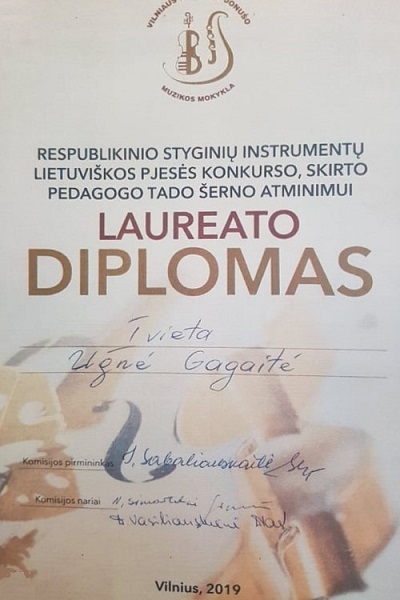 VILNIAUS
MUZIKOS MOKYKLA
RESPUBLIKINIO STYGINIŲ INSTRUMENTŲ
LIETUVIŠKOS PJESĖS KONKURSO, SKIRTO
PEDAGOGO TADO ŠERNO ATMINIMUI
LAUREATO
DIPLOMAS
Ugnė Gagaitė
Komisijos pirmininkas
Komisijos nariai
Vilnius, 2019